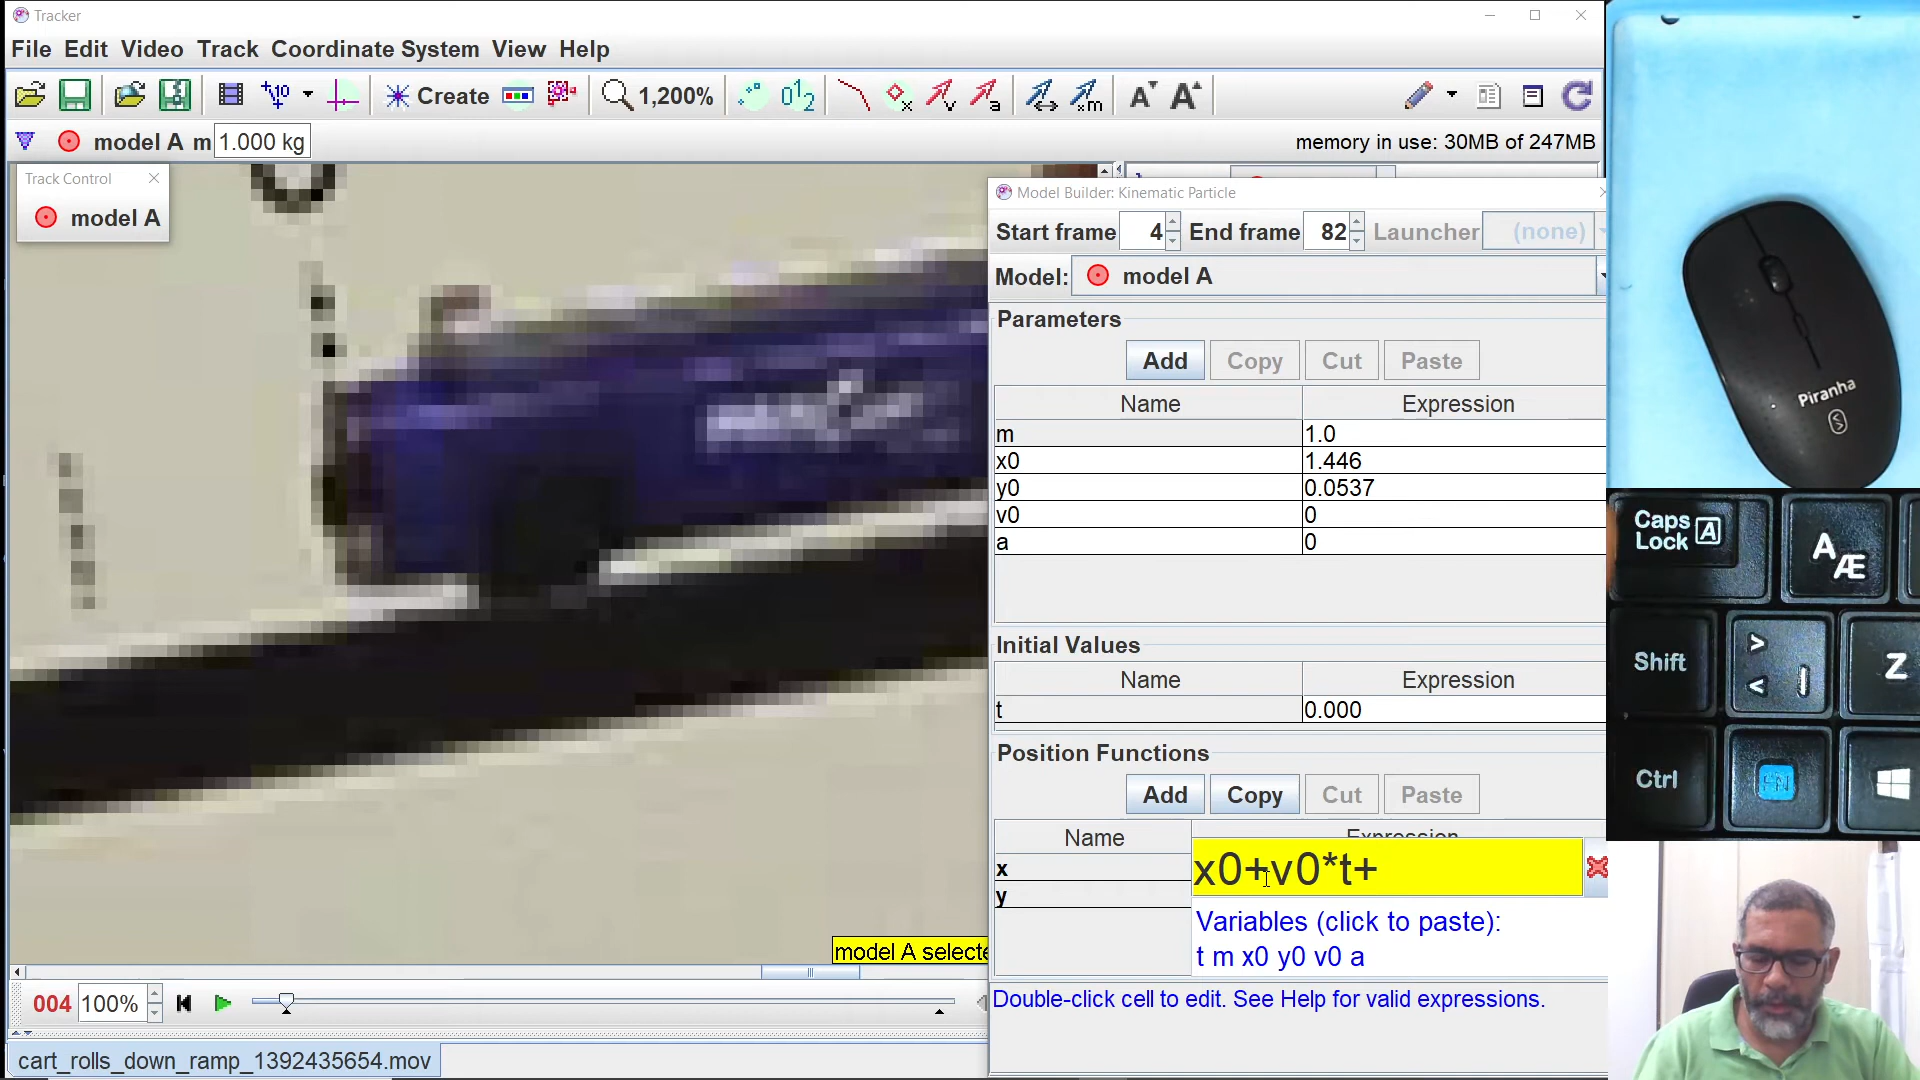 Tracker
File Edit Video Track Coordinate System View Help
Create 1,200%
model A m 1.000 kg
memory in use: 30MB of 247MB
Track Control
model A
Model Builder: Kinematic Particle
Start frame 4 End frame 82 Launcher (none)
Model: model A
Parameters
Add Copy Cut Paste
Name Expression
m 1.0
x0 1.446
y0 0.0537
v0 0
a 0
Initial Values
Name Expression
t 0.000
Position Functions
Add Copy Cut Paste
Name Expression
x x0+v0*t+
y
Variables (click to paste):
t m x0 y0 v0 a
Double-click cell to edit. See Help for valid expressions.
model A selecte
004 100%
cart_rolls_down_ramp_1392435654.mov
Piranha
Caps Lock A
A Æ
Shift > < | Z
Ctrl FN